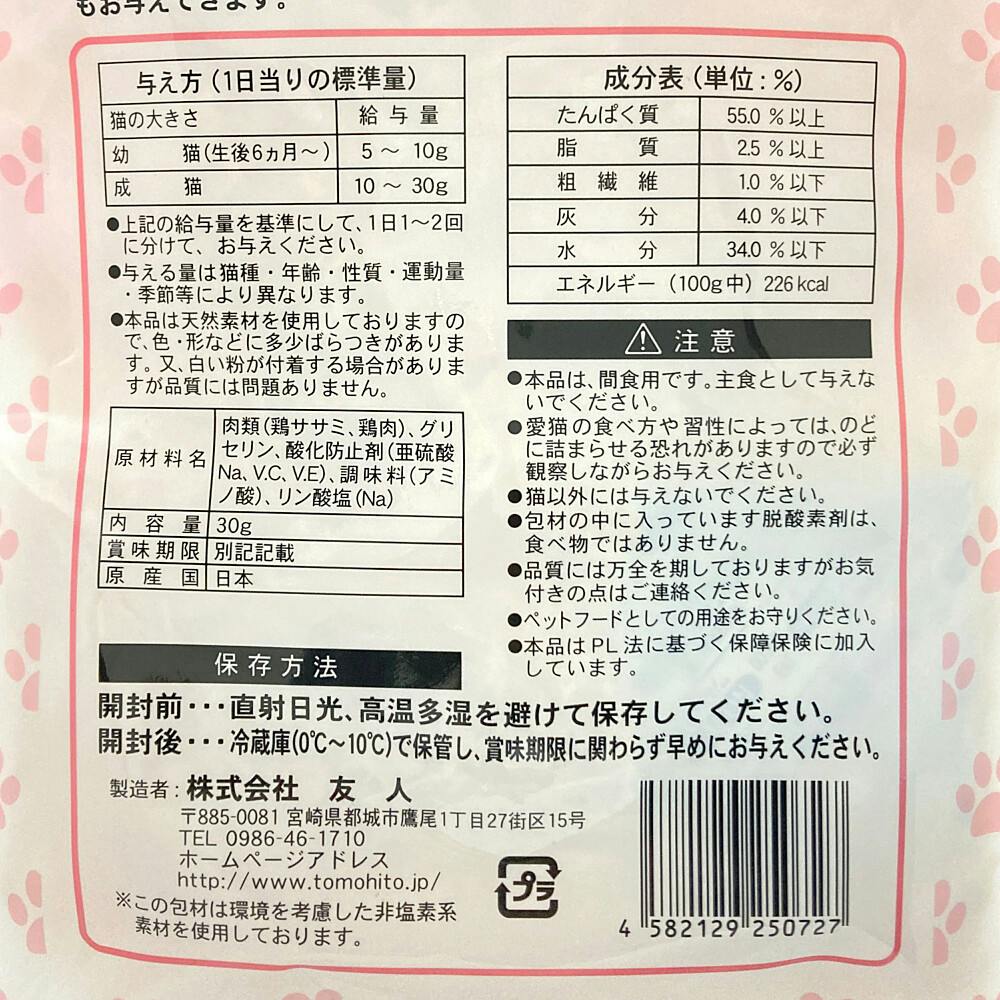 もお与えできます。
与え方(1日当りの標準量)
猫の大きさ 給与量
幼猫(生後6ヵ月〜) 5 〜 10g
成猫 10 〜 30g
●上記の給与量を基準にして、1日1〜2回
に分けて、お与えください。
●与える量は猫種・年齢・性質・運動量
・季節等により異なります。
●本品は天然素材を使用しておりますの
で、色・形などに多少ばらつきがありま
す。又、白い粉が付着する場合がありま
すが品質には問題ありません。
原材料名
肉類(鶏ササミ、鶏肉)、グリ
セリン、酸化防止剤(亜硫酸
Na、V.C、V.E)、調味料(アミ
ノ酸)、リン酸塩(Na)
内容量 30g
賞味期限 別記記載
原産国 日本
成分表(単位:%)
たんぱく質 55.0 %以上
脂質 2.5 %以上
粗繊維 1.0 %以下
灰分 4.0 %以下
水分 34.0 %以下
エネルギー(100g中)226kcal
⚠注意
●本品は、間食用です。主食として与えな
いでください。
●愛猫の食べ方や習性によっては、のど
に詰まらせる恐れがありますので必ず
観察しながらお与えください。
●猫以外には与えないでください。
●包材の中に入っています脱酸素剤は、
食べ物ではありません。
●品質には万全を期しておりますがお気
付きの点はご連絡ください。
●ペットフードとしての用途をお守りください。
●本品はPL法に基づく保障保険に加入
しています。
保存方法
開封前・・・直射日光、高温多湿を避けて保存してください。
開封後・・・冷蔵庫(0℃〜10℃)で保管し、賞味期限に関わらず早めにお与えください。
製造者:株式会社 友人
〒885-0081 宮崎県都城市鷹尾1丁目27街区15号
TEL 0986-46-1710
ホームページアドレス
http://www.tomohito.jp/
※この包材は環境を考慮した非塩素系
素材を使用しております。
プラ
4 582129 250727